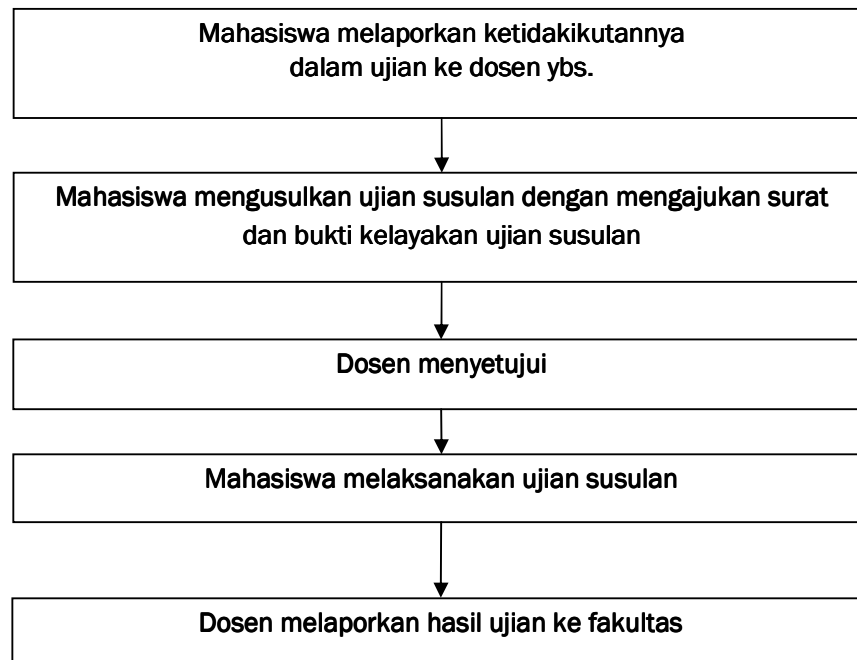 Mahasiswa melaporkan ketidakikutannya
dalam ujian ke dosen ybs.
Mahasiswa mengusulkan ujian susulan dengan mengajukan surat
dan bukti kelayakan ujian susulan
Dosen menyetujui
Mahasiswa melaksanakan ujian susulan
Dosen melaporkan hasil ujian ke fakultas